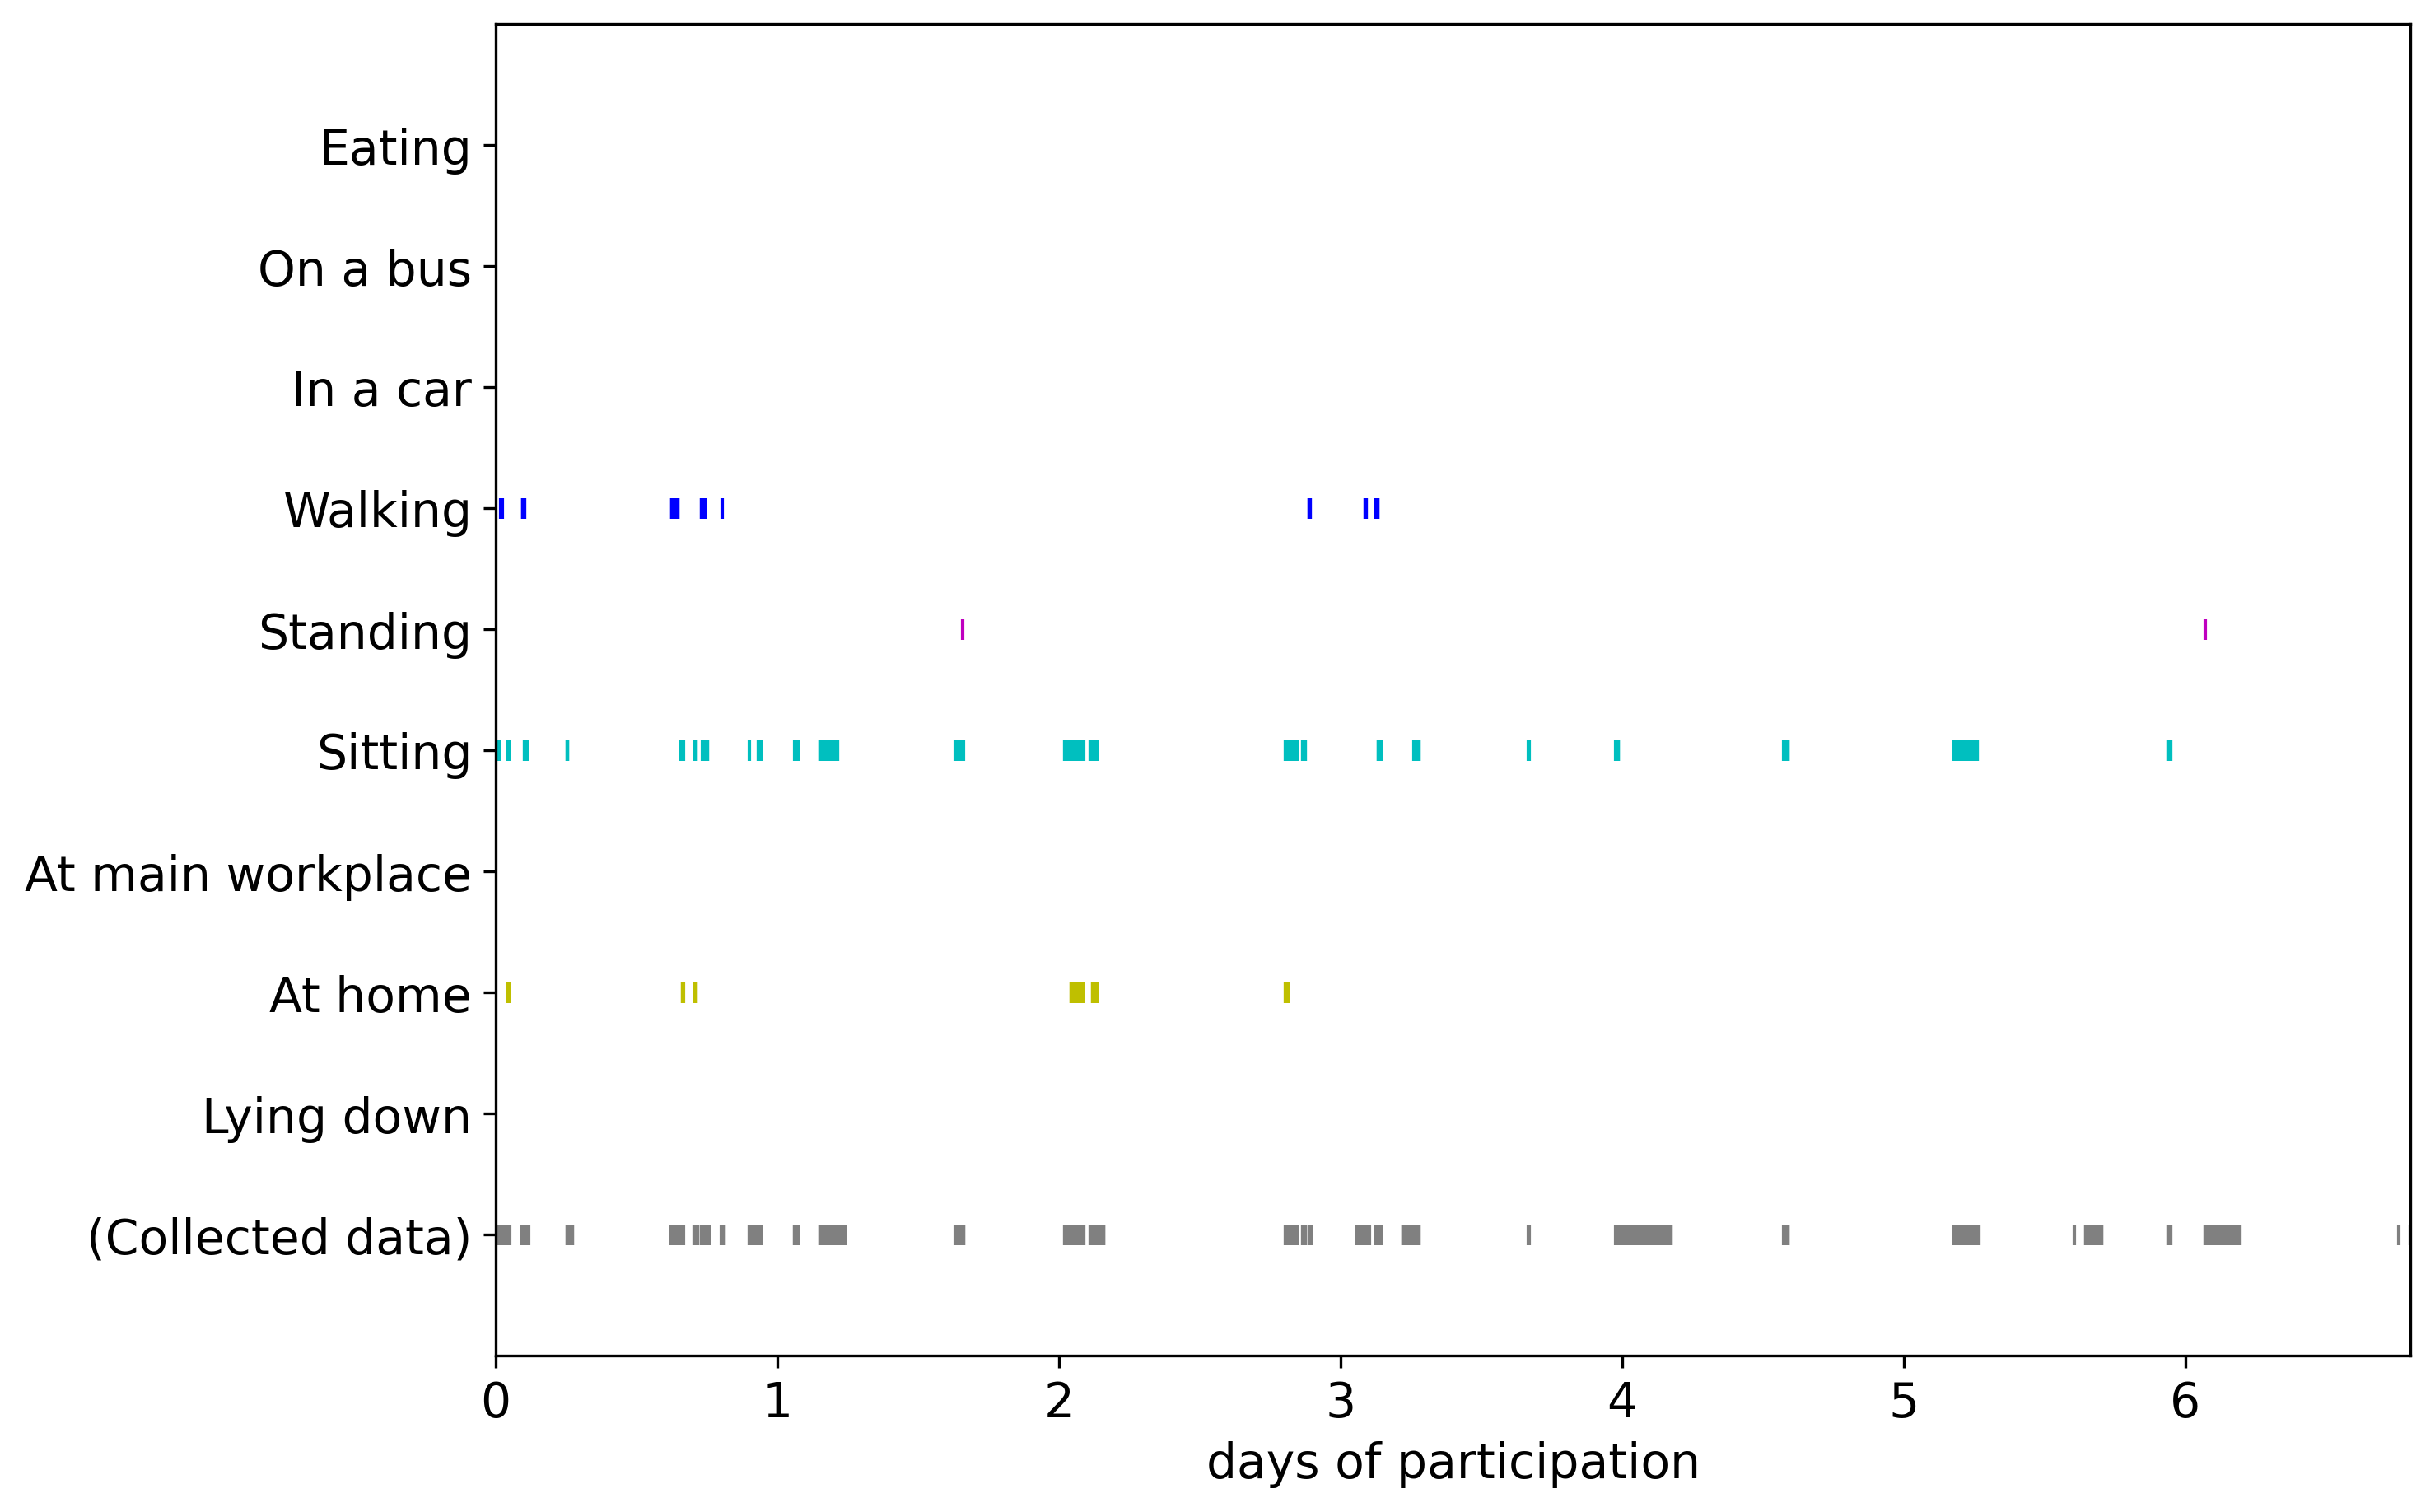 Eating
On a bus
In a car
Walking
Standing
Sitting
At main workplace
At home
Lying down
(Collected data)
0 1 2 3 4 5 6
days of participation